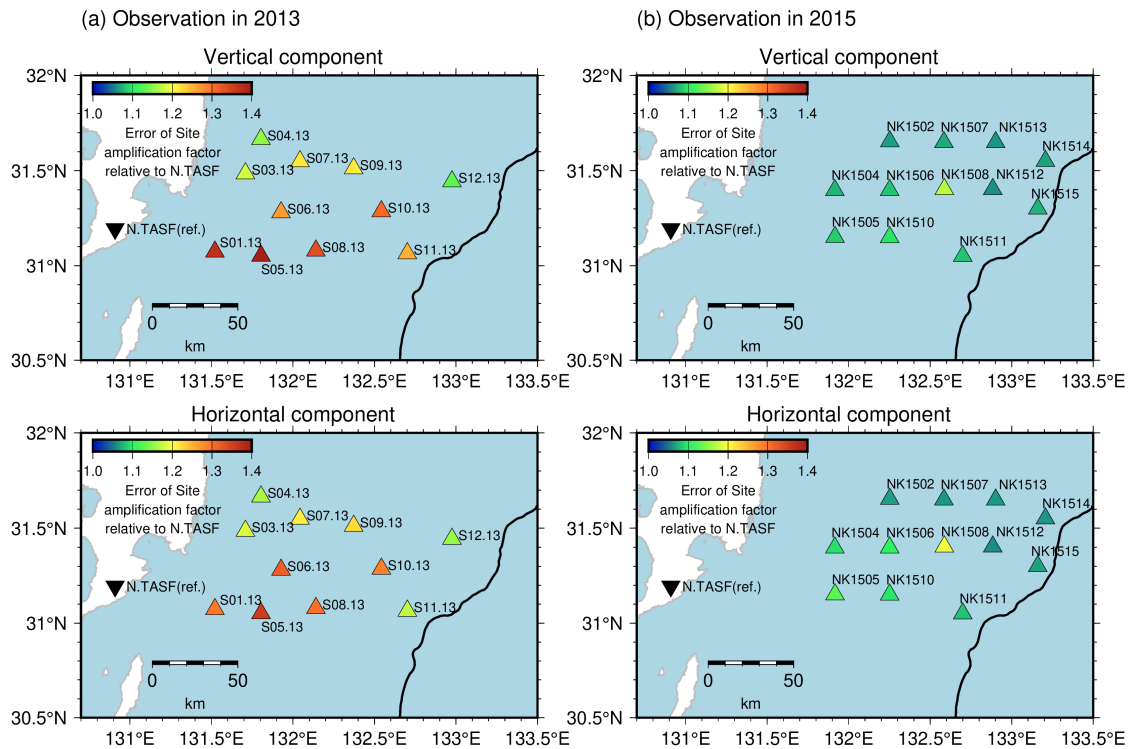 (a) Observation in 2013
Vertical component
32°N
31.5°N
31°N
30.5°N
1.0 1.1 1.2 1.3 1.4
Error of Site
amplification factor
relative to N.TASF
N.TASF(ref.)
S04.13
S07.13
S03.13
S09.13
S12.13
S06.13
S10.13
S01.13
S05.13
S08.13
S11.13
0 50
km
131°E 131.5°E 132°E 132.5°E 133°E 133.5°E
Horizontal component
32°N
31.5°N
31°N
30.5°N
1.0 1.1 1.2 1.3 1.4
Error of Site
amplification factor
relative to N.TASF
N.TASF(ref.)
S04.13
S07.13
S03.13
S09.13
S12.13
S06.13
S10.13
S01.13
S05.13
S08.13
S11.13
0 50
km
131°E 131.5°E 132°E 132.5°E 133°E 133.5°E
(b) Observation in 2015
Vertical component
32°N
31.5°N
31°N
30.5°N
1.0 1.1 1.2 1.3 1.4
Error of Site
amplification factor
relative to N.TASF
N.TASF(ref.)
NK1502 NK1507 NK1513
NK1514
NK1504 NK1506 NK1508 NK1512
NK1515
NK1505 NK1510
NK1511
0 50
km
131°E 131.5°E 132°E 132.5°E 133°E 133.5°E
Horizontal component
32°N
31.5°N
31°N
30.5°N
1.0 1.1 1.2 1.3 1.4
Error of Site
amplification factor
relative to N.TASF
N.TASF(ref.)
NK1502 NK1507 NK1513
NK1514
NK1504 NK1506 NK1508 NK1512
NK1515
NK1505 NK1510
NK1511
0 50
km
131°E 131.5°E 132°E 132.5°E 133°E 133.5°E